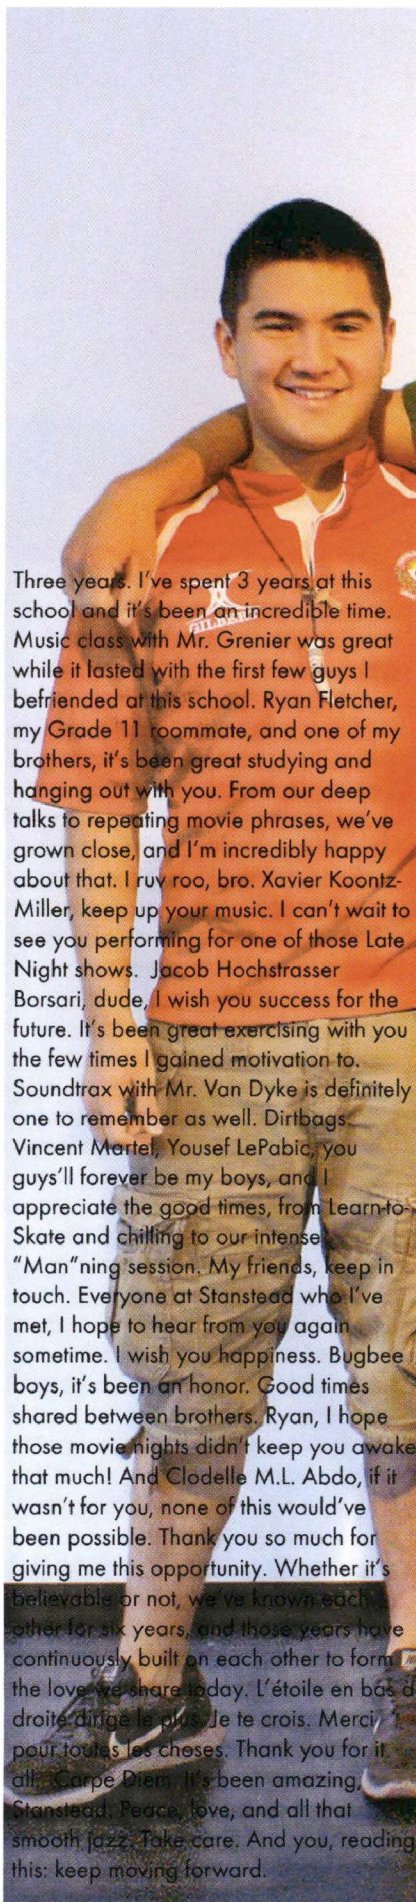 Three years. I've spent 3 years at this
school and it's been an incredible time.
GILBERT
Music class with Mr. Grenier was great
while it lasted with the first few guys I
befriended at this school. Ryan Fletcher,
my Grade 11 roommate, and one of my
brothers, it's been great studying and
hanging out with you. From our deep
talks to repeating movie phrases, we've
grown close, and I'm incredibly happy
about that. I ruv roo, bro. Xavier Koontz-
Miller, keep up your music. I can't wait to
see you performing for one of those Late
Night shows. Jacob Hochstrasser
Borsari, dude, I wish you success for the
future. It's been great exercising with you
the few times I gained motivation to.
Soundtrax with Mr. Van Dyke is definitely
one to remember as well. Dirtbags.
Vincent Martel, Yousef LePabic, you
guys'll forever be my boys, and I
appreciate the good times, from Learn-to-
Skate and chilling to our intense
"Man"ning session. My friends, keep in
touch. Everyone at Stanstead who I've
met, I hope to hear from you again
sometime. I wish you happiness. Bugbee
boys, it's been an honor. Good times
shared between brothers. Ryan, I hope
those movie nights didn't keep you awake
that much! And Clodelle M.L. Abdo, if it
wasn't for you, none of this would've
been possible. Thank you so much for
giving me this opportunity. Whether it's
believable or not, we've known each
other for six years, and those years have
continuously built on each other to form
the love we share today. L'étoile en bas d
droite dirige le plus. Je te crois. Merci
pour toutes les choses. Thank you for it
all. Carpe Diem. It's been amazing,
Stanstead. Peace, love, and all that
smooth jazz. Take care. And you, reading
this: keep moving forward.